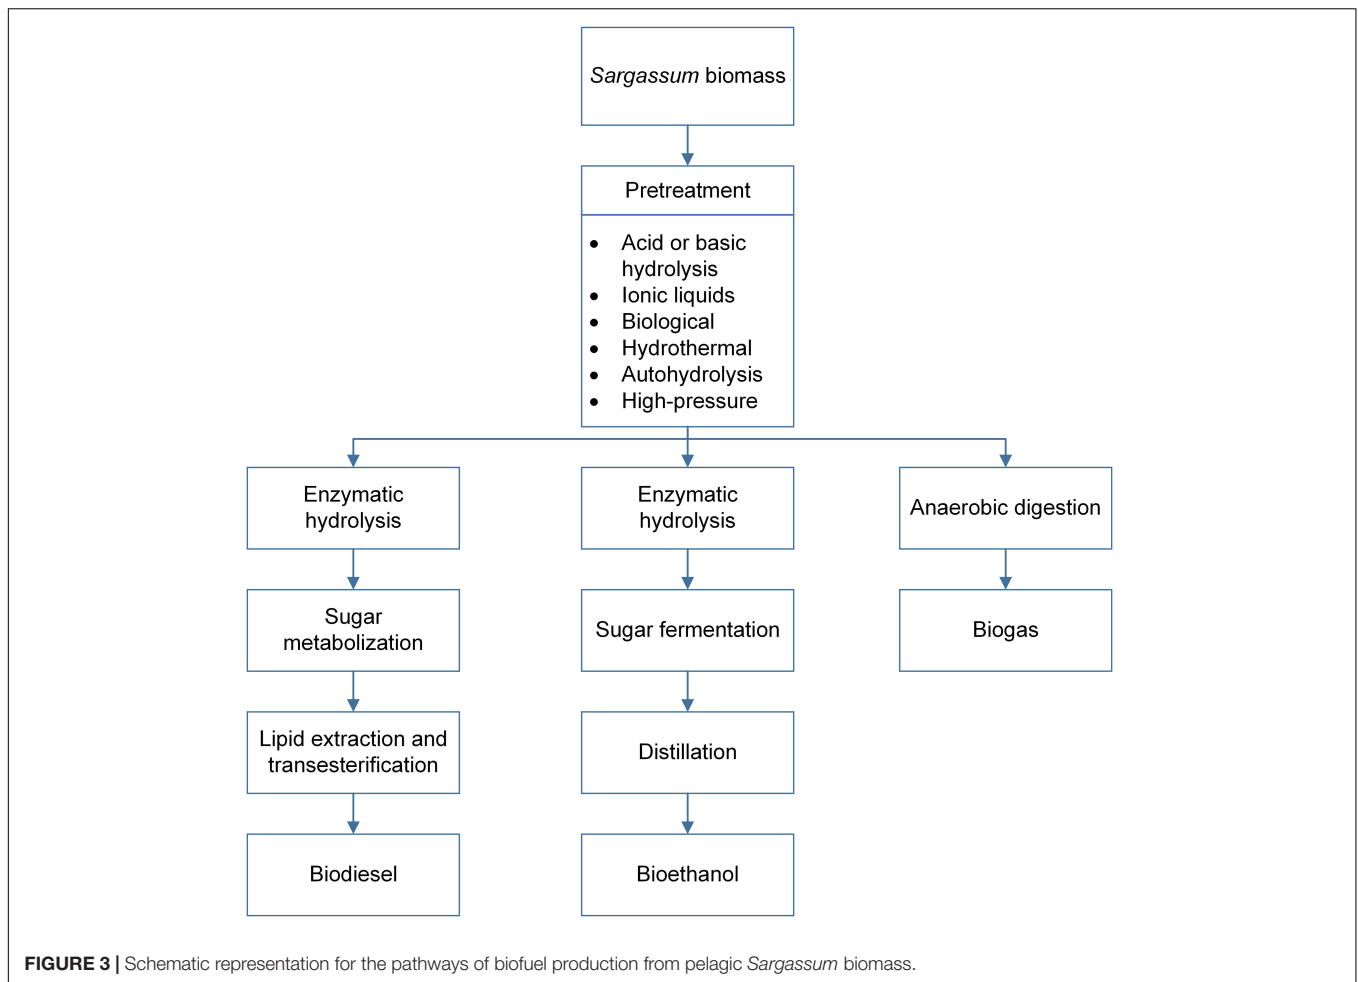 Sargassum biomass
Pretreatment
• Acid or basic
hydrolysis
• Ionic liquids
• Biological
• Hydrothermal
• Autohydrolysis
• High-pressure
Enzymatic
hydrolysis
Enzymatic
hydrolysis
Anaerobic digestion
Sugar
metabolization
Sugar fermentation
Biogas
Lipid extraction and
transesterification
Distillation
Biodiesel
Bioethanol
FIGURE 3 | Schematic representation for the pathways of biofuel production from pelagic Sargassum biomass.